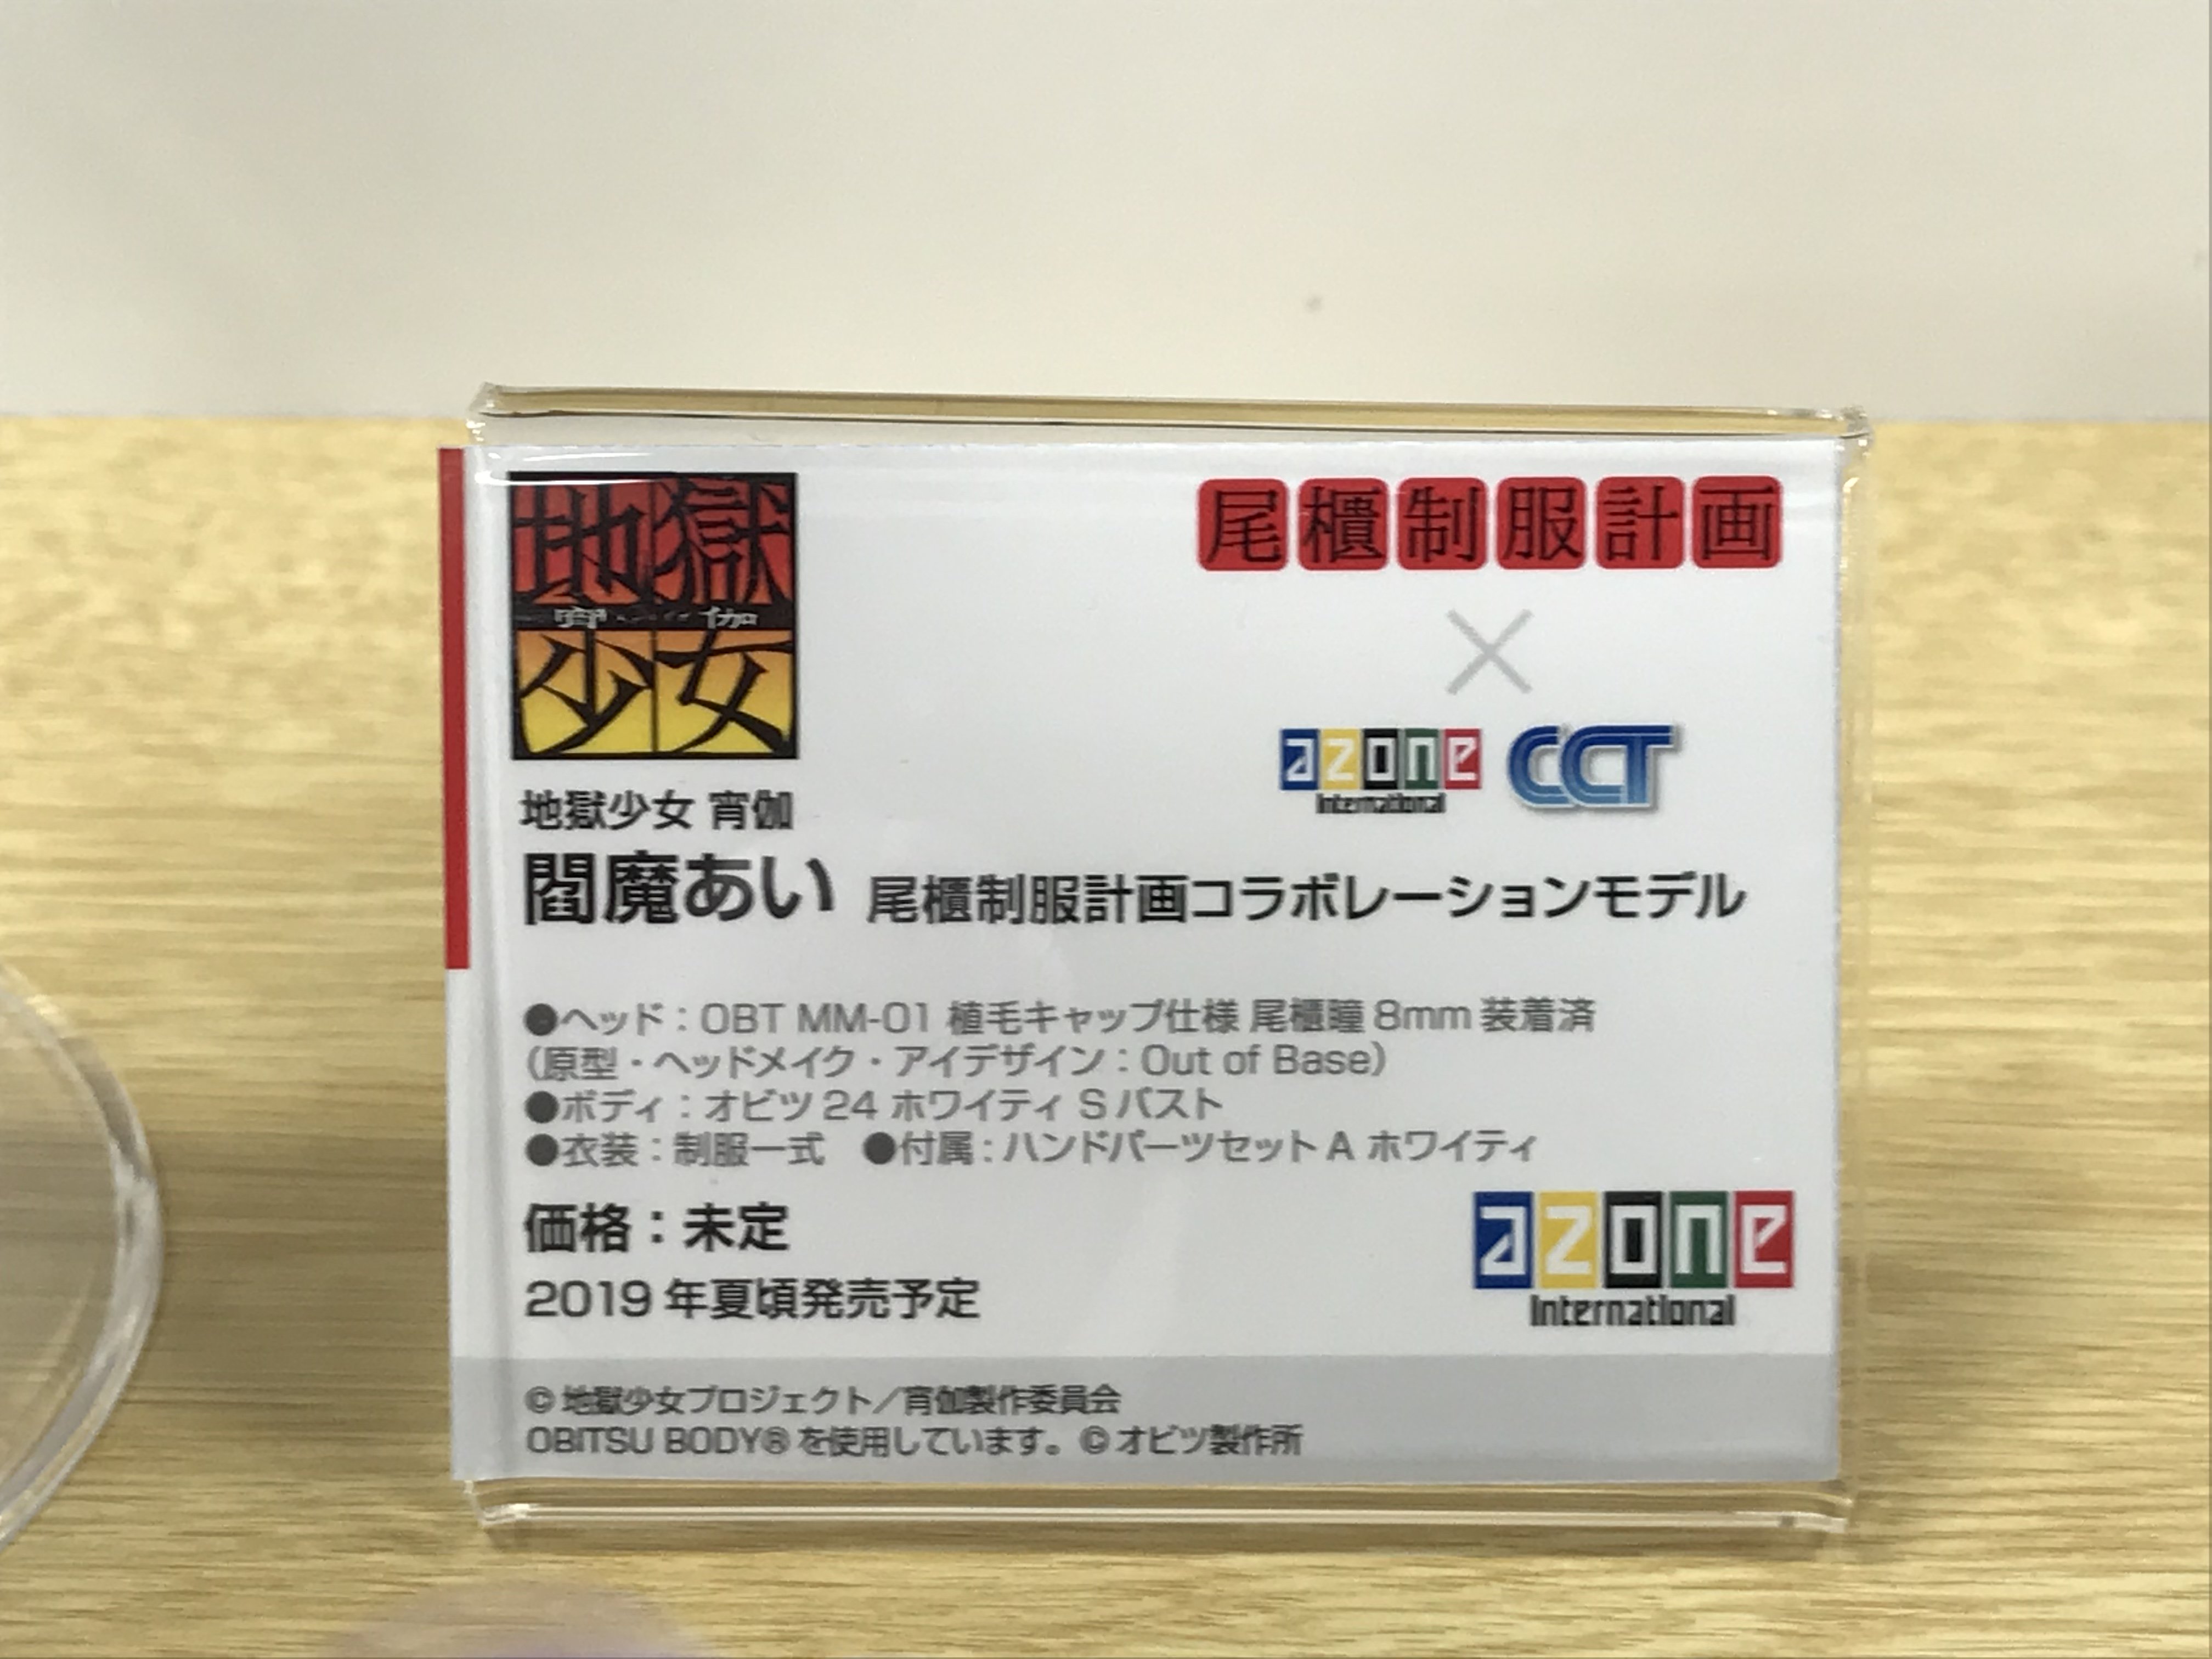 地獄
宵伽
少女
尾櫃制服計画
×
azone
International
CCT
地獄少女 宵伽
閻魔あい 尾櫃制服計画コラボレーションモデル
●ヘッド：OBT MM-01 植毛キャップ仕様 尾櫃瞳 8mm 装着済
(原型・ヘッドメイク・アイデザイン：Out of Base)
●ボディ：オビツ 24 ホワイティ S バスト
●衣装：制服一式 ●付属：ハンドパーツセット A ホワイティ
価格：未定
2019 年夏頃発売予定
azone
International
© 地獄少女プロジェクト／宵伽製作委員会
OBITSU BODY® を使用しています。© オビツ製作所